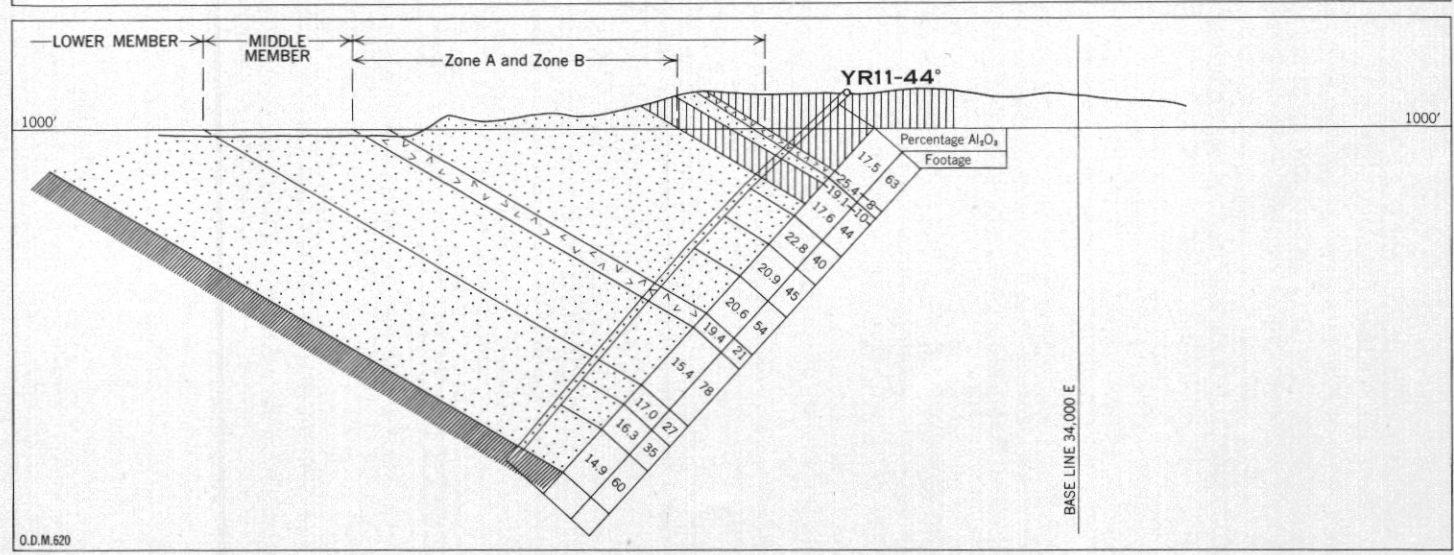 LOWER MEMBER
MIDDLE
MEMBER
Zone A and Zone B
YR11-44°
1000'
1000'
Percentage Al₂O₃
Footage
17.5 63
25.4 8
19.1 10
17.6 44
22.8 40
20.9 45
20.6 54
19.4 21
15.4 78
17.0 27
16.3 35
14.9 60
BASE LINE 34,000 E
O.D.M.620